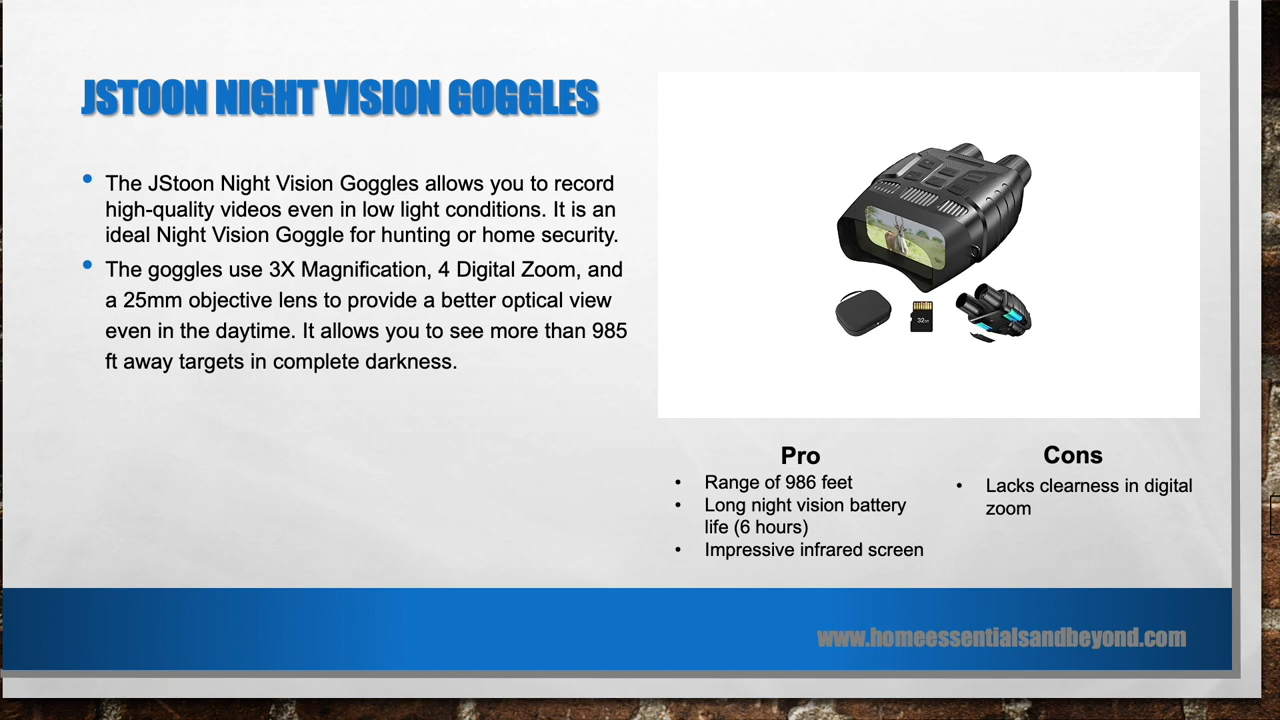 JSTOON NIGHT VISION GOGGLES
• The JStoon Night Vision Goggles allows you to record
high-quality videos even in low light conditions. It is an
ideal Night Vision Goggle for hunting or home security.
• The goggles use 3X Magnification, 4 Digital Zoom, and
a 25mm objective lens to provide a better optical view
even in the daytime. It allows you to see more than 985
ft away targets in complete darkness.
Pro
• Range of 986 feet
• Long night vision battery
life (6 hours)
• Impressive infrared screen
Cons
• Lacks clearness in digital
zoom
www.homeessentialsandbeyond.com